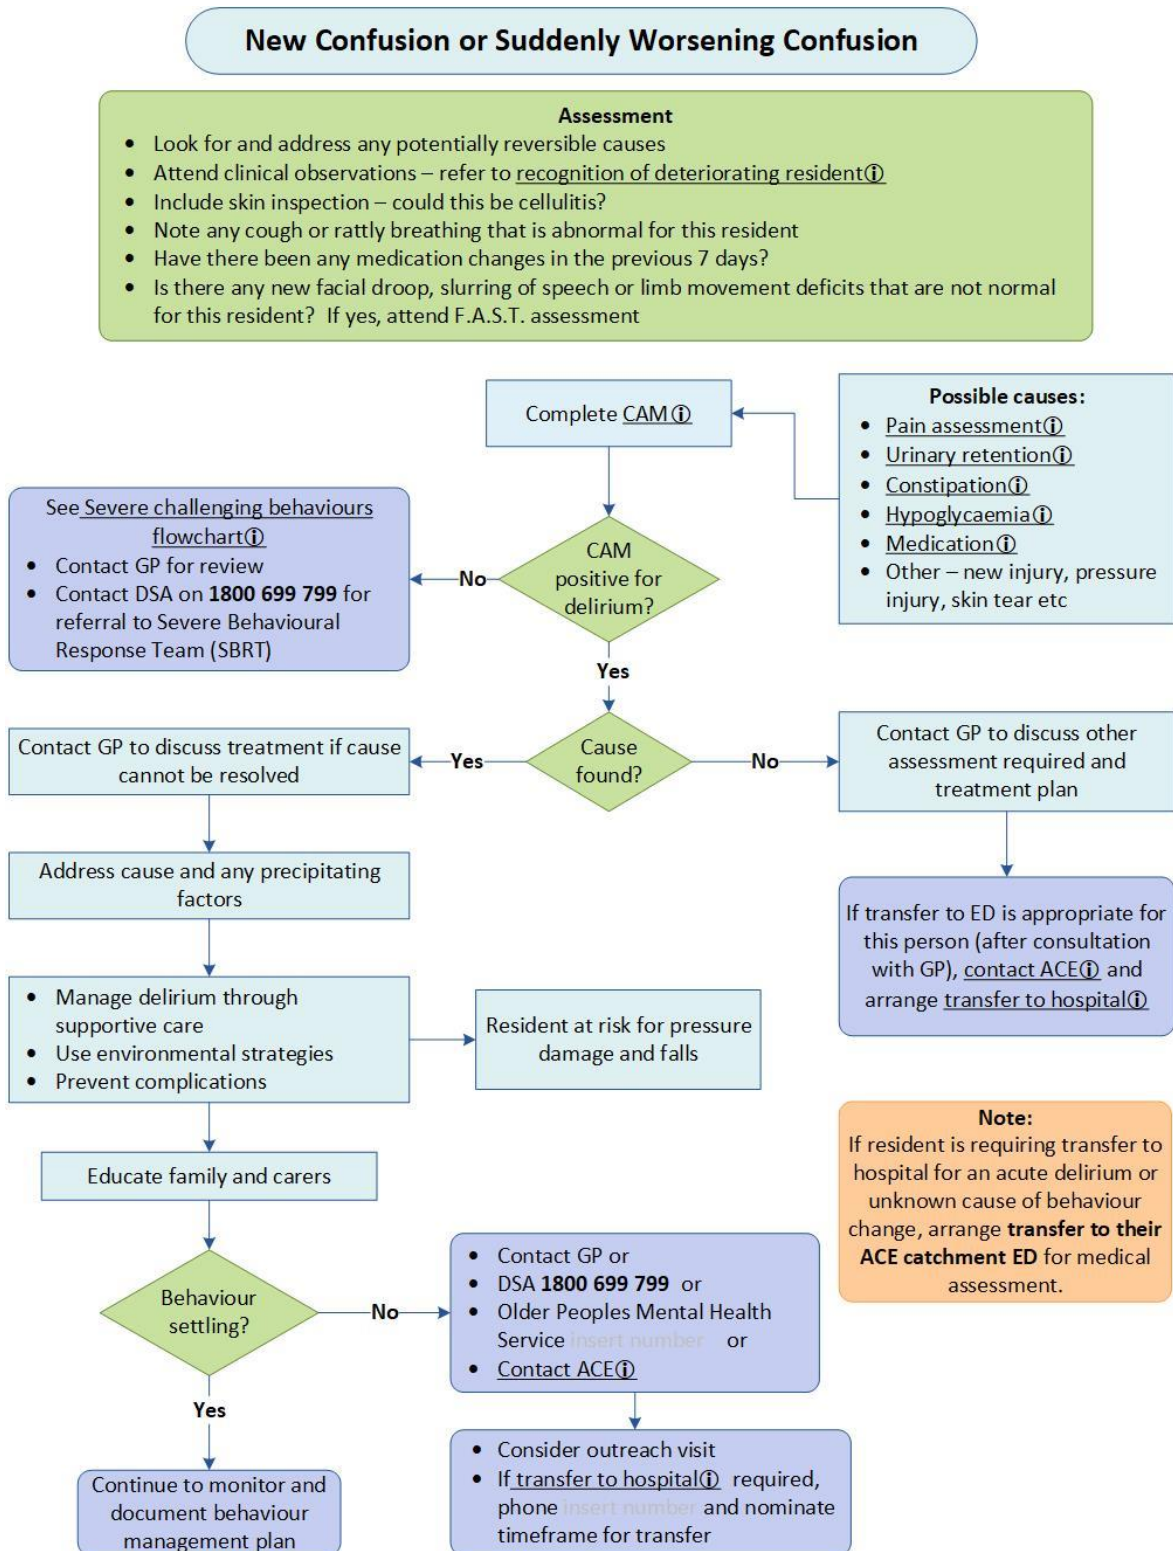 New Confusion or Suddenly Worsening Confusion
Assessment
• Look for and address any potentially reversible causes
• Attend clinical observations – refer to recognition of deteriorating residentⓘ
• Include skin inspection – could this be cellulitis?
• Note any cough or rattly breathing that is abnormal for this resident
• Have there been any medication changes in the previous 7 days?
• Is there any new facial droop, slurring of speech or limb movement deficits that are not normal
for this resident? If yes, attend F.A.S.T. assessment
Complete CAMⓘ
Possible causes:
• Pain assessmentⓘ
• Urinary retentionⓘ
• Constipationⓘ
• Hypoglycaemiaⓘ
• Medicationⓘ
• Other – new injury, pressure
injury, skin tear etc
CAM
positive for
delirium?
No
See Severe challenging behaviours
flowchartⓘ
• Contact GP for review
• Contact DSA on 1800 699 799 for
referral to Severe Behavioural
Response Team (SBRT)
Yes
Cause
found?
Yes
Contact GP to discuss treatment if cause
cannot be resolved
No
Contact GP to discuss other
assessment required and
treatment plan
Address cause and any precipitating
factors
If transfer to ED is appropriate for
this person (after consultation
with GP), contact ACEⓘ and
arrange transfer to hospitalⓘ
• Manage delirium through
supportive care
• Use environmental strategies
• Prevent complications
Resident at risk for pressure
damage and falls
Note:
If resident is requiring transfer to
hospital for an acute delirium or
unknown cause of behaviour
change, arrange transfer to their
ACE catchment ED for medical
assessment.
Educate family and carers
Behaviour
settling?
No
• Contact GP or
• DSA 1800 699 799 or
• Older Peoples Mental Health
Service insert number or
• Contact ACEⓘ
Yes
Continue to monitor and
document behaviour
management plan
• Consider outreach visit
• If transfer to hospitalⓘ required,
phone insert number and nominate
timeframe for transfer